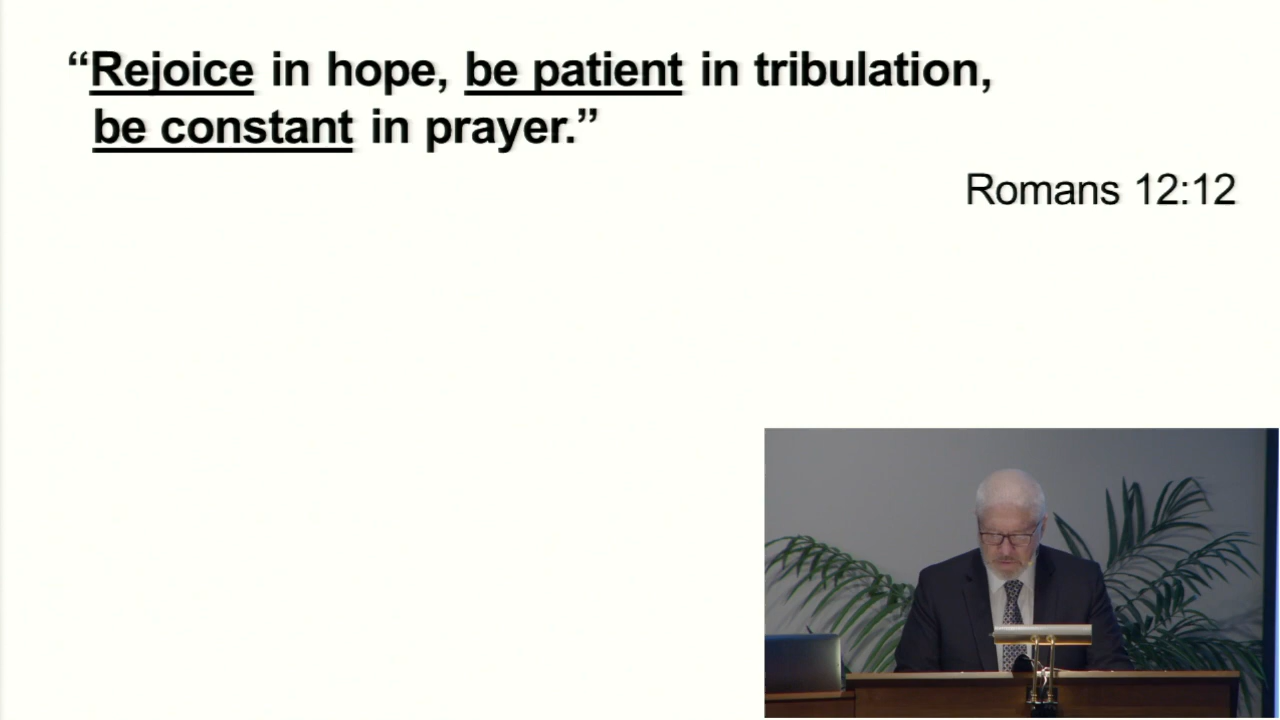 “Rejoice in hope, be patient in tribulation,
be constant in prayer.”
Romans 12:12